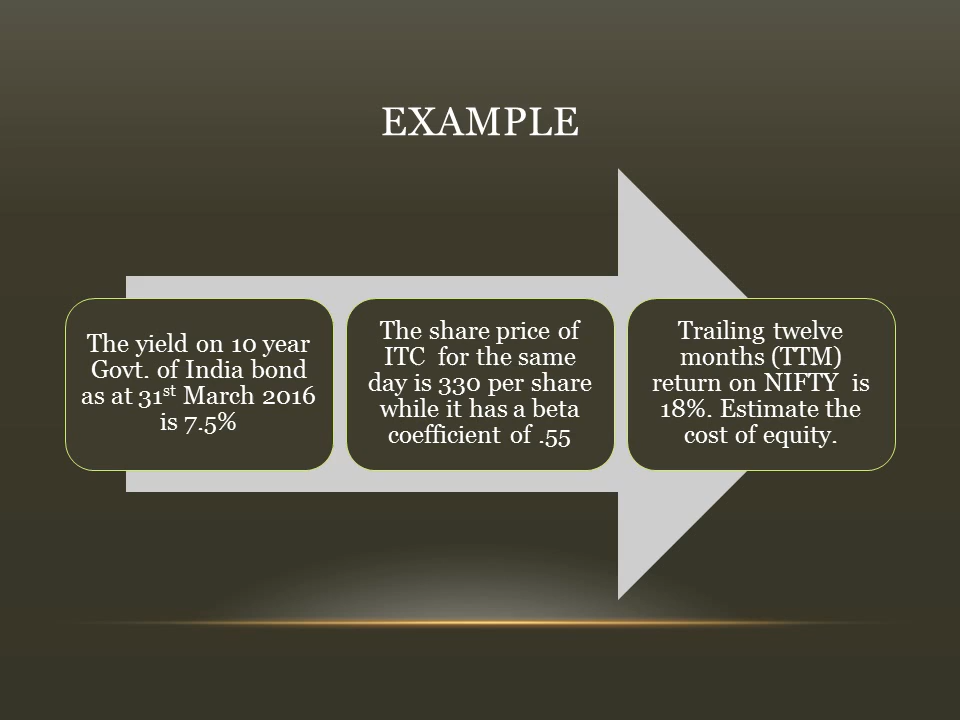 EXAMPLE
The yield on 10 year
Govt. of India bond
as at 31st March 2016
is 7.5%
The share price of
ITC for the same
day is 330 per share
while it has a beta
coefficient of .55
Trailing twelve
months (TTM)
return on NIFTY is
18%. Estimate the
cost of equity.